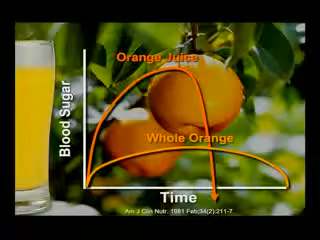 Orange Juice
Blood Sugar
Whole Orange
Time
Am J Clin Nutr. 1981 Feb;34(2):211-7